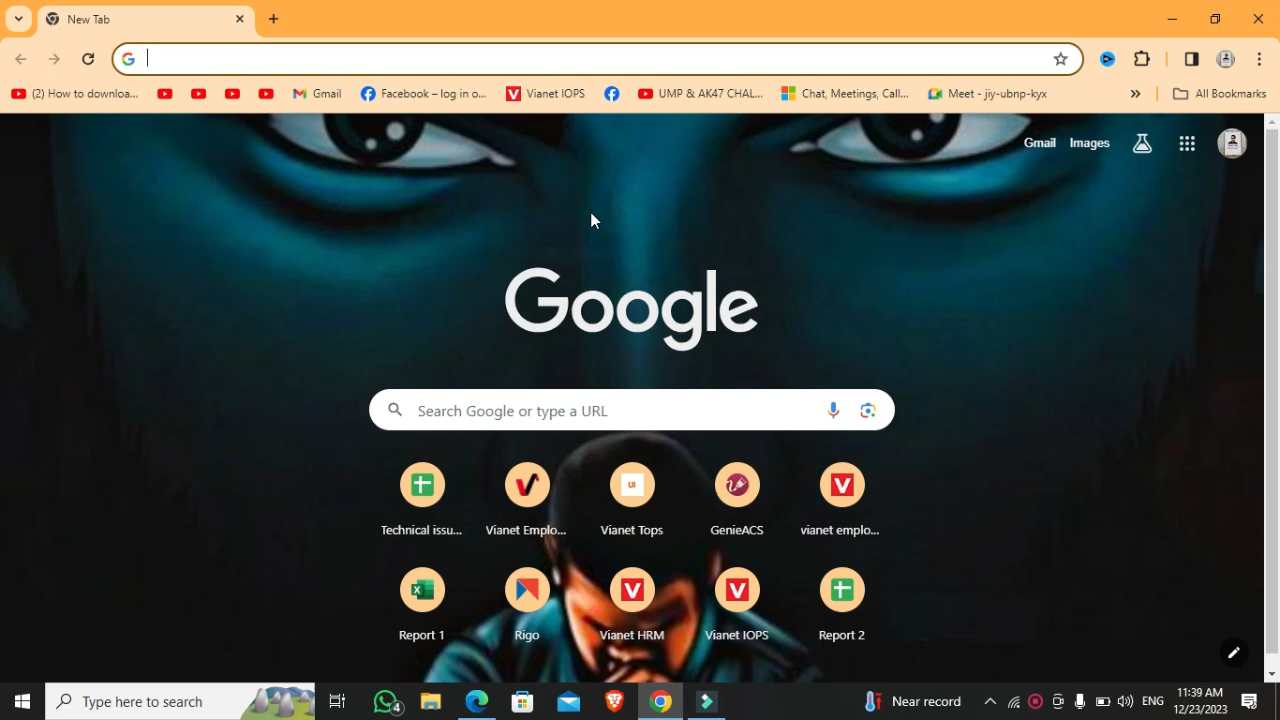 New Tab
(2) How to downloa...
Gmail
Facebook – log in o...
Vianet IOPS
UMP & AK47 CHAL...
Chat, Meetings, Call...
Meet - jiy-ubnp-kyx
All Bookmarks
Gmail
Images
Google
Search Google or type a URL
UI
Technical issu...
Vianet Emplo...
Vianet Tops
GenieACS
vianet emplo...
Report 1
Rigo
Vianet HRM
Vianet IOPS
Report 2
Type here to search
4
Near record
ENG
11:39 AM
12/23/2023